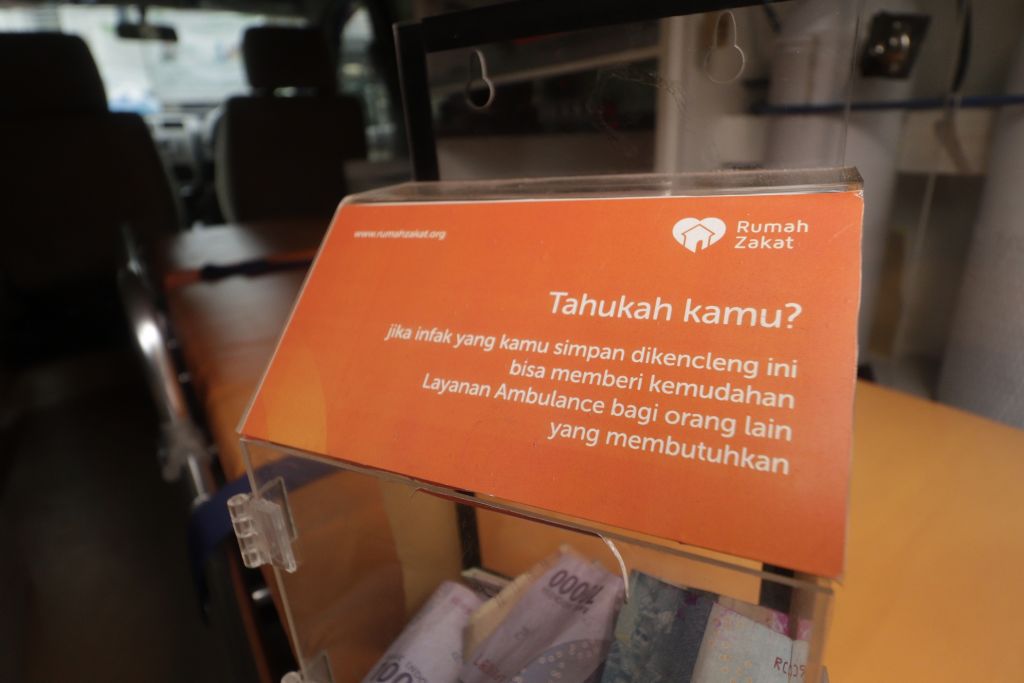 www.rumahzakat.org
Rumah
Zakat
Tahukah kamu?
jika infak yang kamu simpan dikencleng ini
bisa memberi kemudahan
Layanan Ambulance bagi orang lain
yang membutuhkan